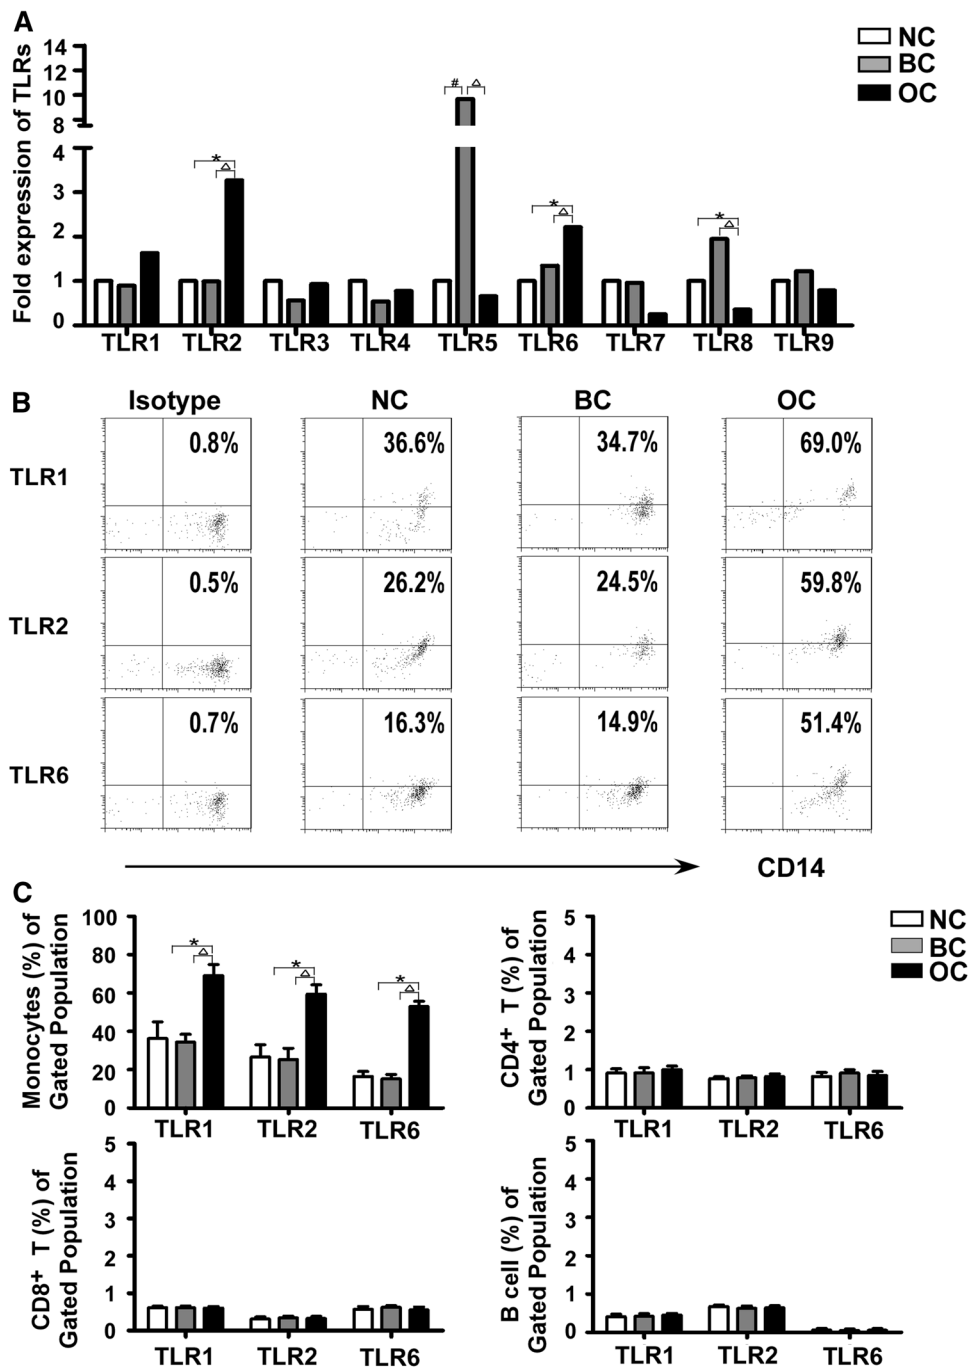 A
Fold expression of TLRs
14
12
10
8
4
3
2
1
0
# △
* △
* △
* △
NC
BC
OC
TLR1 TLR2 TLR3 TLR4 TLR5 TLR6 TLR7 TLR8 TLR9
B
Isotype NC BC OC
TLR1
0.8% 36.6% 34.7% 69.0%
TLR2
0.5% 26.2% 24.5% 59.8%
TLR6
0.7% 16.3% 14.9% 51.4%
CD14
C
Monocytes (%) of
Gated Population
100
80
60
40
20
0
* △
* △
* △
TLR1 TLR2 TLR6
CD4+ T (%) of
Gated Population
5
4
3
2
1
0
TLR1 TLR2 TLR6
NC
BC
OC
CD8+ T (%) of
Gated Population
5
4
3
2
1
0
TLR1 TLR2 TLR6
B cell (%) of
Gated Population
5
4
3
2
1
0
TLR1 TLR2 TLR6